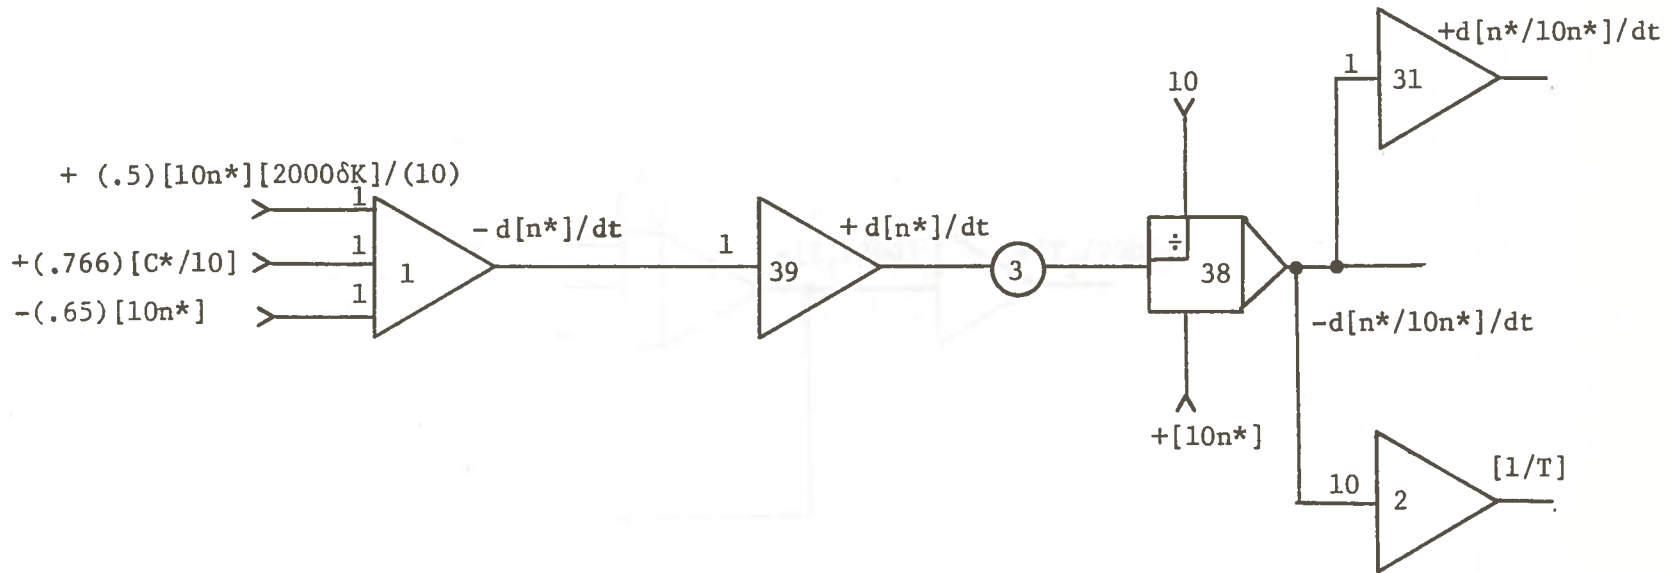 + (.5)[10n*][2000δK]/(10)
1
+(.766)[C*/10]
1
-(.65)[10n*]
1
1
-d[n*]/dt
1
39
+d[n*]/dt
3
10
÷
38
+[10n*]
-d[n*/10n*]/dt
1
31
+d[n*/10n*]/dt
10
2
[1/T]